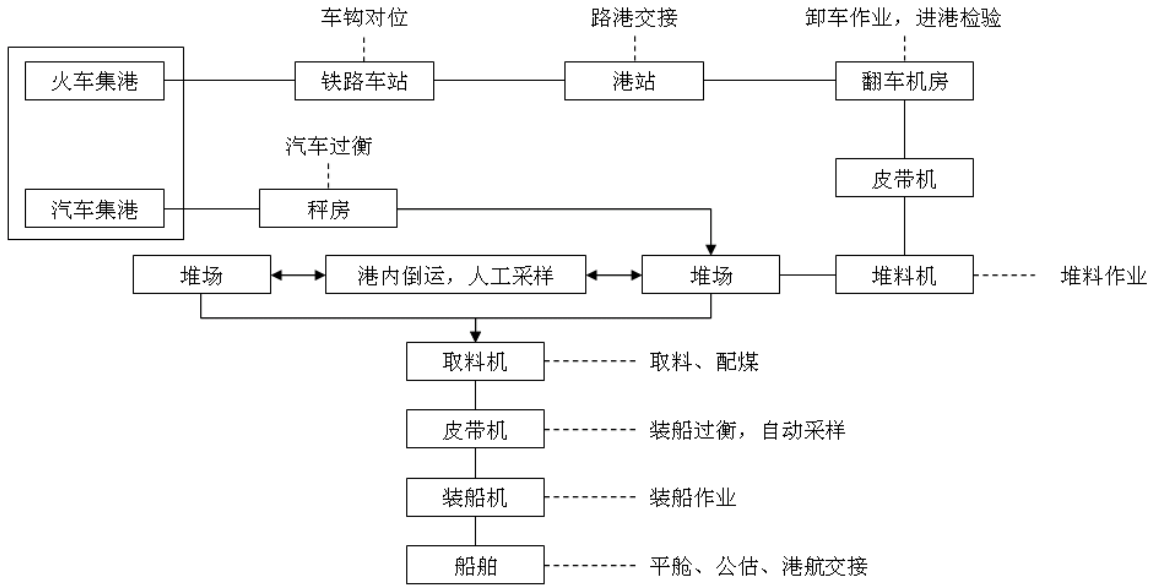 车钩对位
路港交接
卸车作业，进港检验
火车集港
铁路车站
港站
翻车机房
汽车过衡
皮带机
汽车集港
秤房
堆场
港内倒运，人工采样
堆场
堆料机
堆料作业
取料机
取料、配煤
皮带机
装船过衡，自动采样
装船机
装船作业
船舶
平舱、公估、港航交接